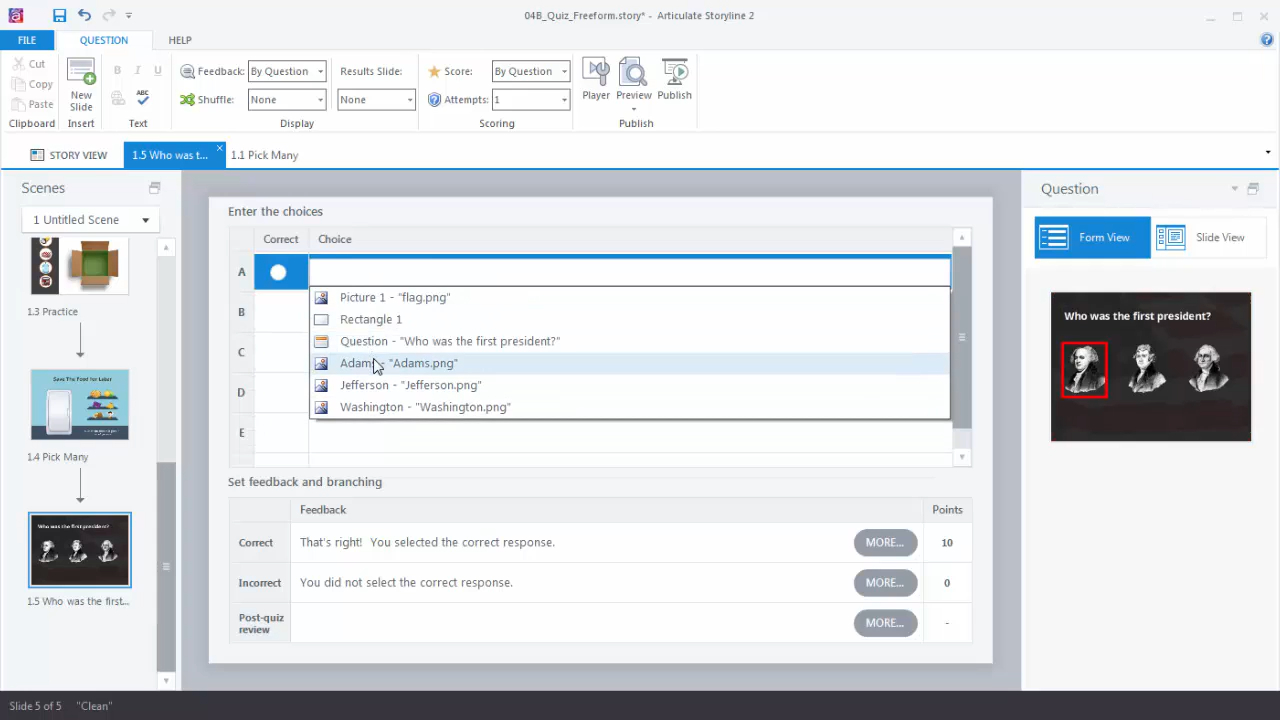 04B_Quiz_Freeform.story* - Articulate Storyline 2
FILE
QUESTION
HELP
Cut
Copy
Paste
Clipboard
New
Slide
Insert
B I U
ABC
Text
Feedback: By Question
Shuffle: None
Results Slide:
None
Display
Score: By Question
Attempts: 1
Scoring
Player
Preview
Publish
Publish
STORY VIEW
1.5 Who was t...
1.1 Pick Many
Scenes
1 Untitled Scene
1.3 Practice
Save The Food For Later
1.4 Pick Many
Who was the first president?
1.5 Who was the first...
Enter the choices
Correct Choice
A
B
C
D
E
Picture 1 - "flag.png"
Rectangle 1
Question - "Who was the first president?"
Adams - "Adams.png"
Jefferson - "Jefferson.png"
Washington - "Washington.png"
Set feedback and branching
Feedback Points
Correct That's right!  You selected the correct response. MORE... 10
Incorrect You did not select the correct response. MORE... 0
Post-quiz
review MORE... -
Question
Form View
Slide View
Who was the first president?
Slide 5 of 5 "Clean"